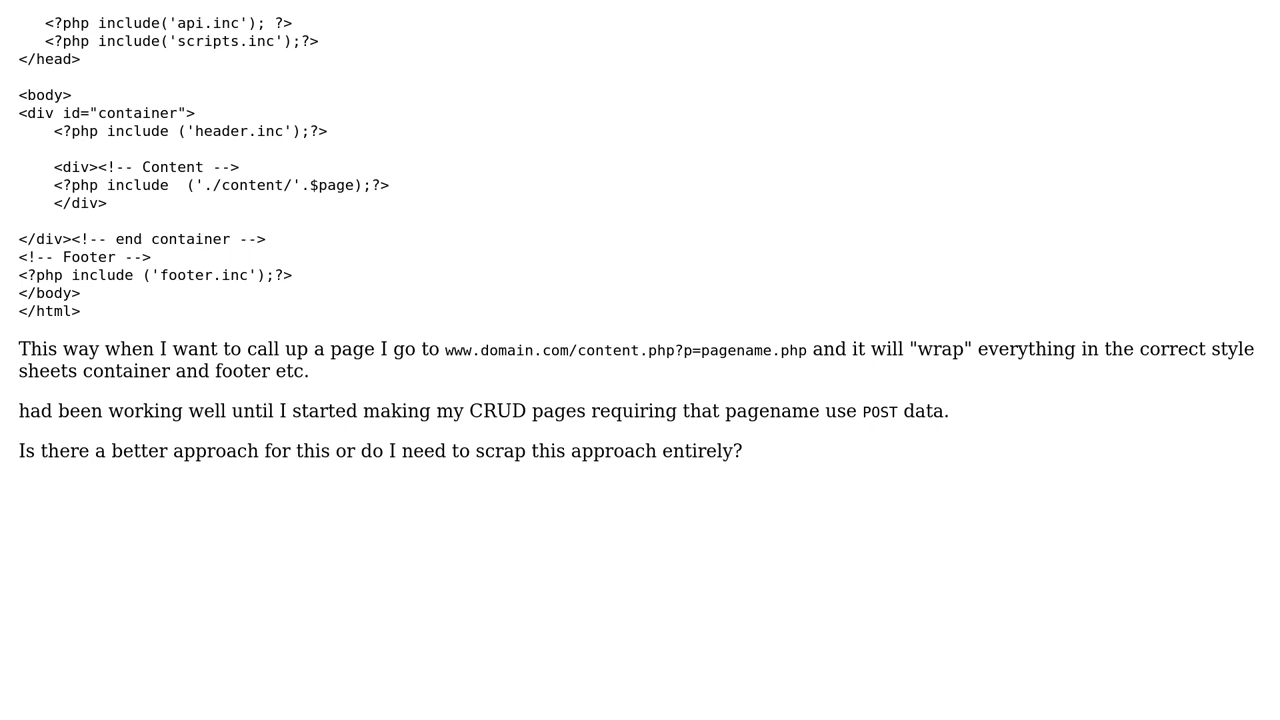 <?php include('api.inc'); ?>
   <?php include('scripts.inc');?>
</head>

<body>
<div id="container">
    <?php include ('header.inc');?>

    <div><!-- Content -->
    <?php include  ('./content/'.$page);?>
    </div>

</div><!-- end container -->
<!-- Footer -->
<?php include ('footer.inc');?>
</body>
</html>

This way when I want to call up a page I go to www.domain.com/content.php?p=pagename.php and it will "wrap" everything in the correct style
sheets container and footer etc.

had been working well until I started making my CRUD pages requiring that pagename use POST data.

Is there a better approach for this or do I need to scrap this approach entirely?